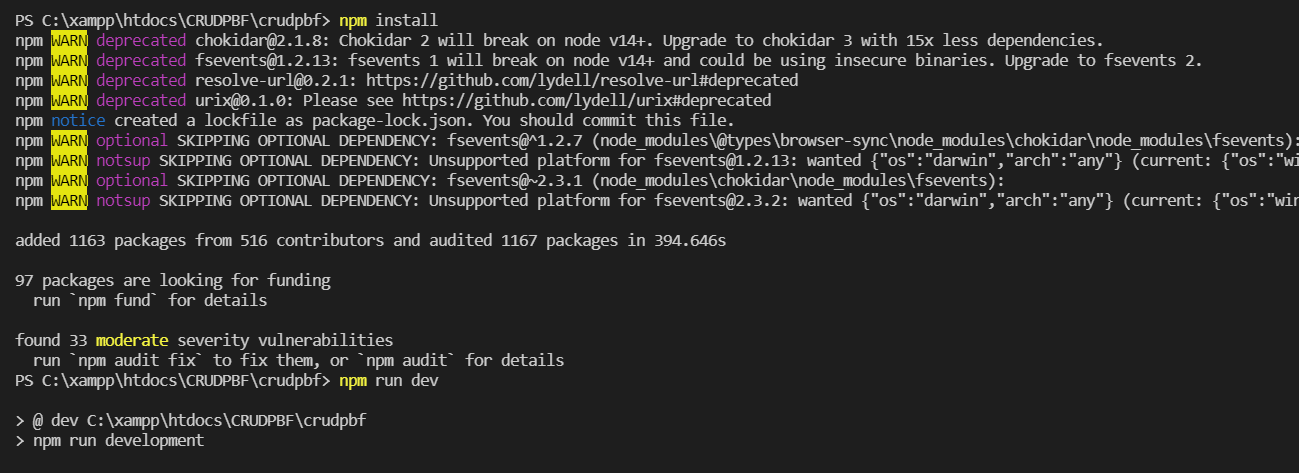 PS C:\xampp\htdocs\CRUDPBF\crudpbf> npm install
npm WARN deprecated chokidar@2.1.8: Chokidar 2 will break on node v14+. Upgrade to chokidar 3 with 15x less dependencies.
npm WARN deprecated fsevents@1.2.13: fsevents 1 will break on node v14+ and could be using insecure binaries. Upgrade to fsevents 2.
npm WARN deprecated resolve-url@0.2.1: https://github.com/lydell/resolve-url#deprecated
npm WARN deprecated urix@0.1.0: Please see https://github.com/lydell/urix#deprecated
npm notice created a lockfile as package-lock.json. You should commit this file.
npm WARN optional SKIPPING OPTIONAL DEPENDENCY: fsevents@^1.2.7 (node_modules\@types\browser-sync\node_modules\chokidar\node_modules\fsevents):
npm WARN notsup SKIPPING OPTIONAL DEPENDENCY: Unsupported platform for fsevents@1.2.13: wanted {"os":"darwin","arch":"any"} (current: {"os":"wi
npm WARN optional SKIPPING OPTIONAL DEPENDENCY: fsevents@~2.3.1 (node_modules\chokidar\node_modules\fsevents):
npm WARN notsup SKIPPING OPTIONAL DEPENDENCY: Unsupported platform for fsevents@2.3.2: wanted {"os":"darwin","arch":"any"} (current: {"os":"win
added 1163 packages from 516 contributors and audited 1167 packages in 394.646s
97 packages are looking for funding
run `npm fund` for details
found 33 moderate severity vulnerabilities
run `npm audit fix` to fix them, or `npm audit` for details
PS C:\xampp\htdocs\CRUDPBF\crudpbf> npm run dev
> @ dev C:\xampp\htdocs\CRUDPBF\crudpbf
> npm run development